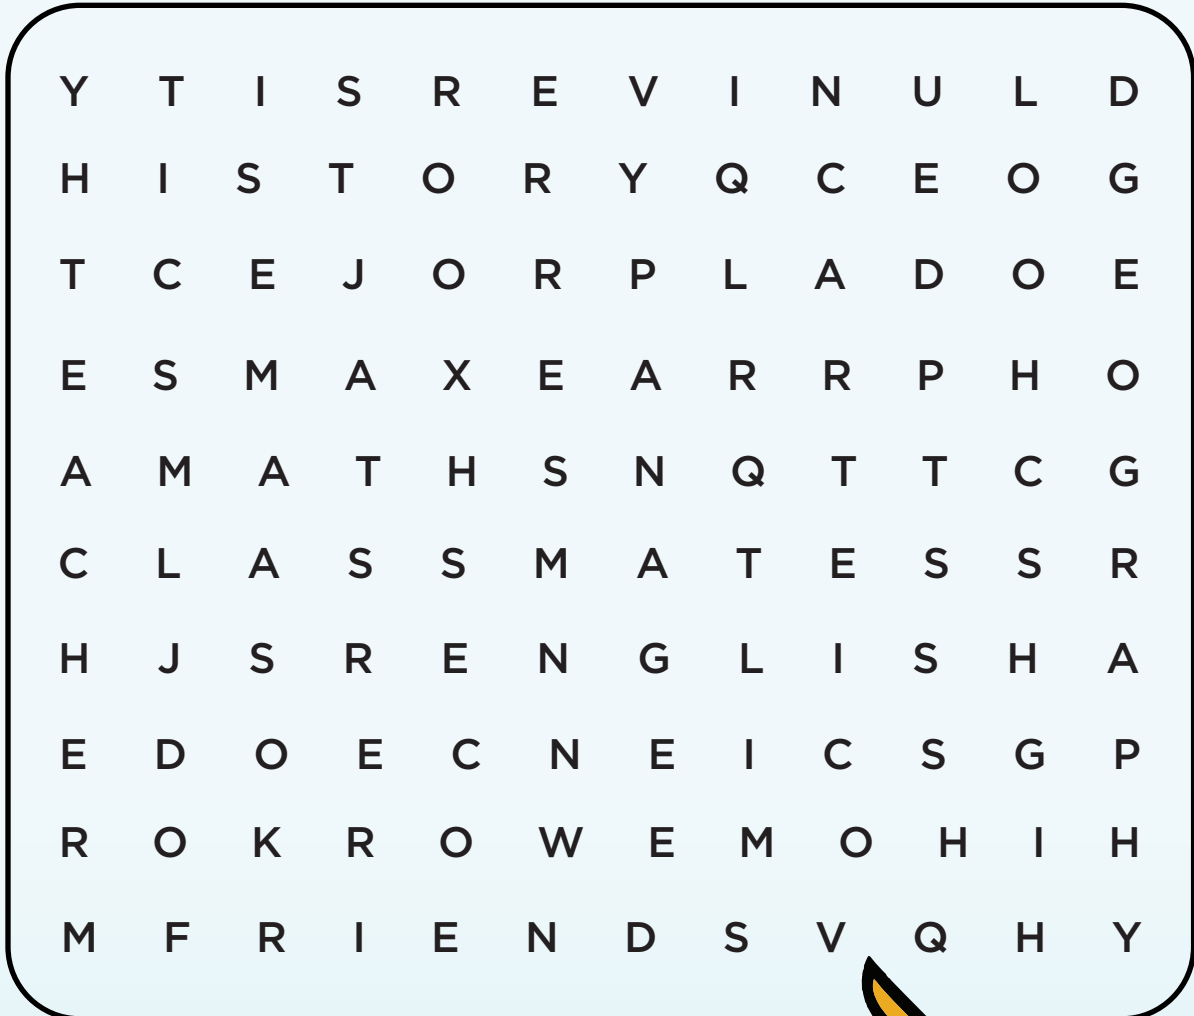 Y T I S R E V I N U L D
H I S T O R Y Q C E O G
T C E J O R P L A D O E
E S M A X E A R R P H O
A M A T H S N Q T T C G
C L A S S M A T E S S R
H J S R E N G L I S H A
E D O E C N E I C S G P
R O K R O W E M O H I H
M F R I E N D S V Q H Y